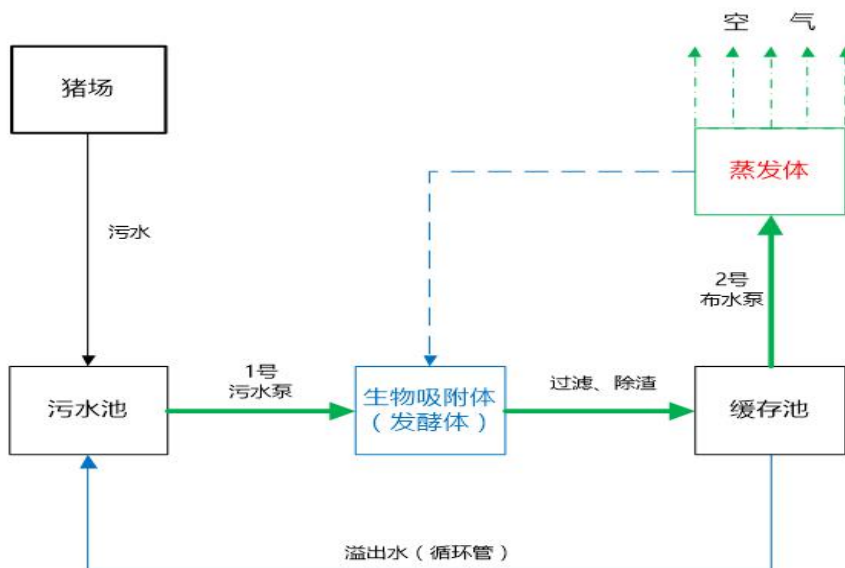 空 气
猪场
蒸发体
污水
2号
布水泵
1号
污水泵
污水池
生物吸附体
（发酵体）
过滤、除渣
缓存池
溢出水（循环管）